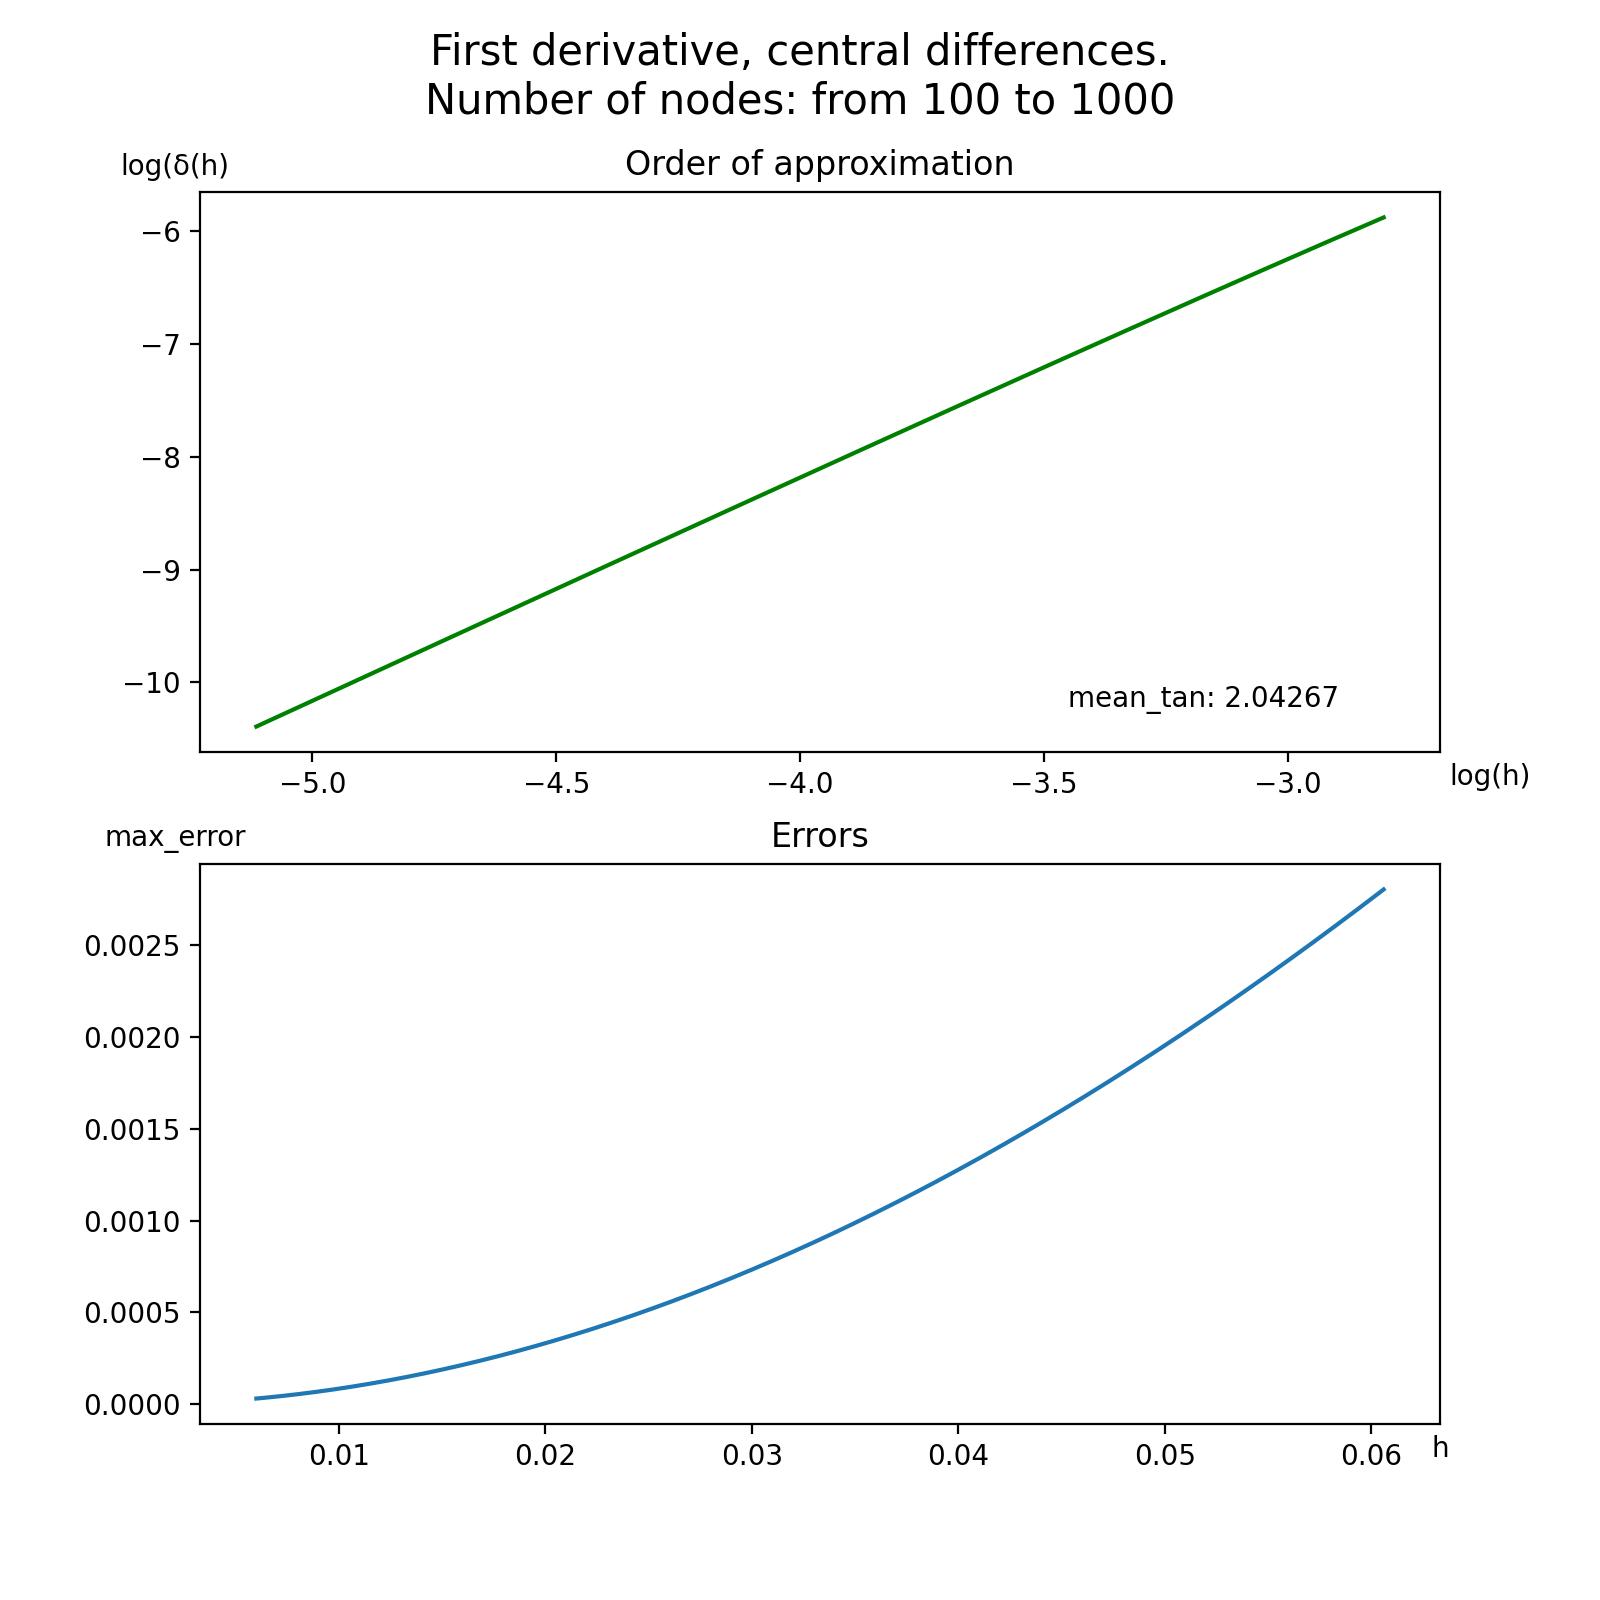 First derivative, central differences.
Number of nodes: from 100 to 1000
log(δ(h)
Order of approximation
−6
−7
−8
−9
−10
mean_tan: 2.04267
−5.0 −4.5 −4.0 −3.5 −3.0
log(h)
max_error
Errors
0.0025
0.0020
0.0015
0.0010
0.0005
0.0000
0.01 0.02 0.03 0.04 0.05 0.06
h